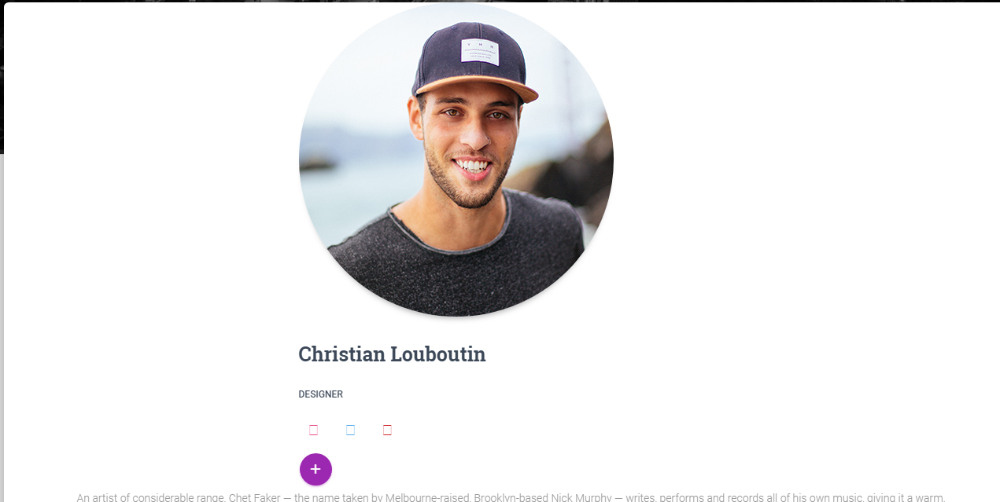 V M N
Christian Louboutin
DESIGNER
+
An artist of considerable range, Chet Faker — the name taken by Melbourne-raised, Brooklyn-based Nick Murphy — writes, performs and records all of his own music, giving it a warm,